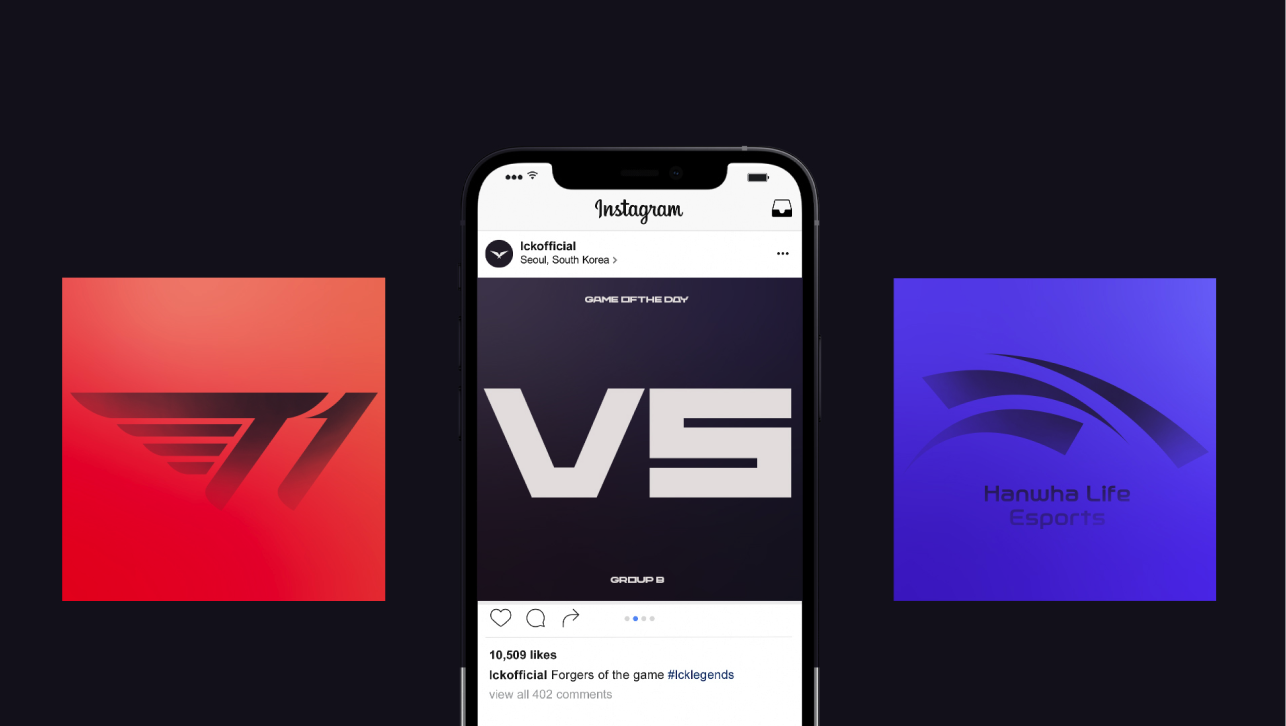 Instagram
lckofficial
Seoul, South Korea >
GAME OF THE DAY
T1
VS
Hanwha Life
Esports
GROUP B
10,509 likes
lckofficial Forgers of the game #lcklegends
view all 402 comments